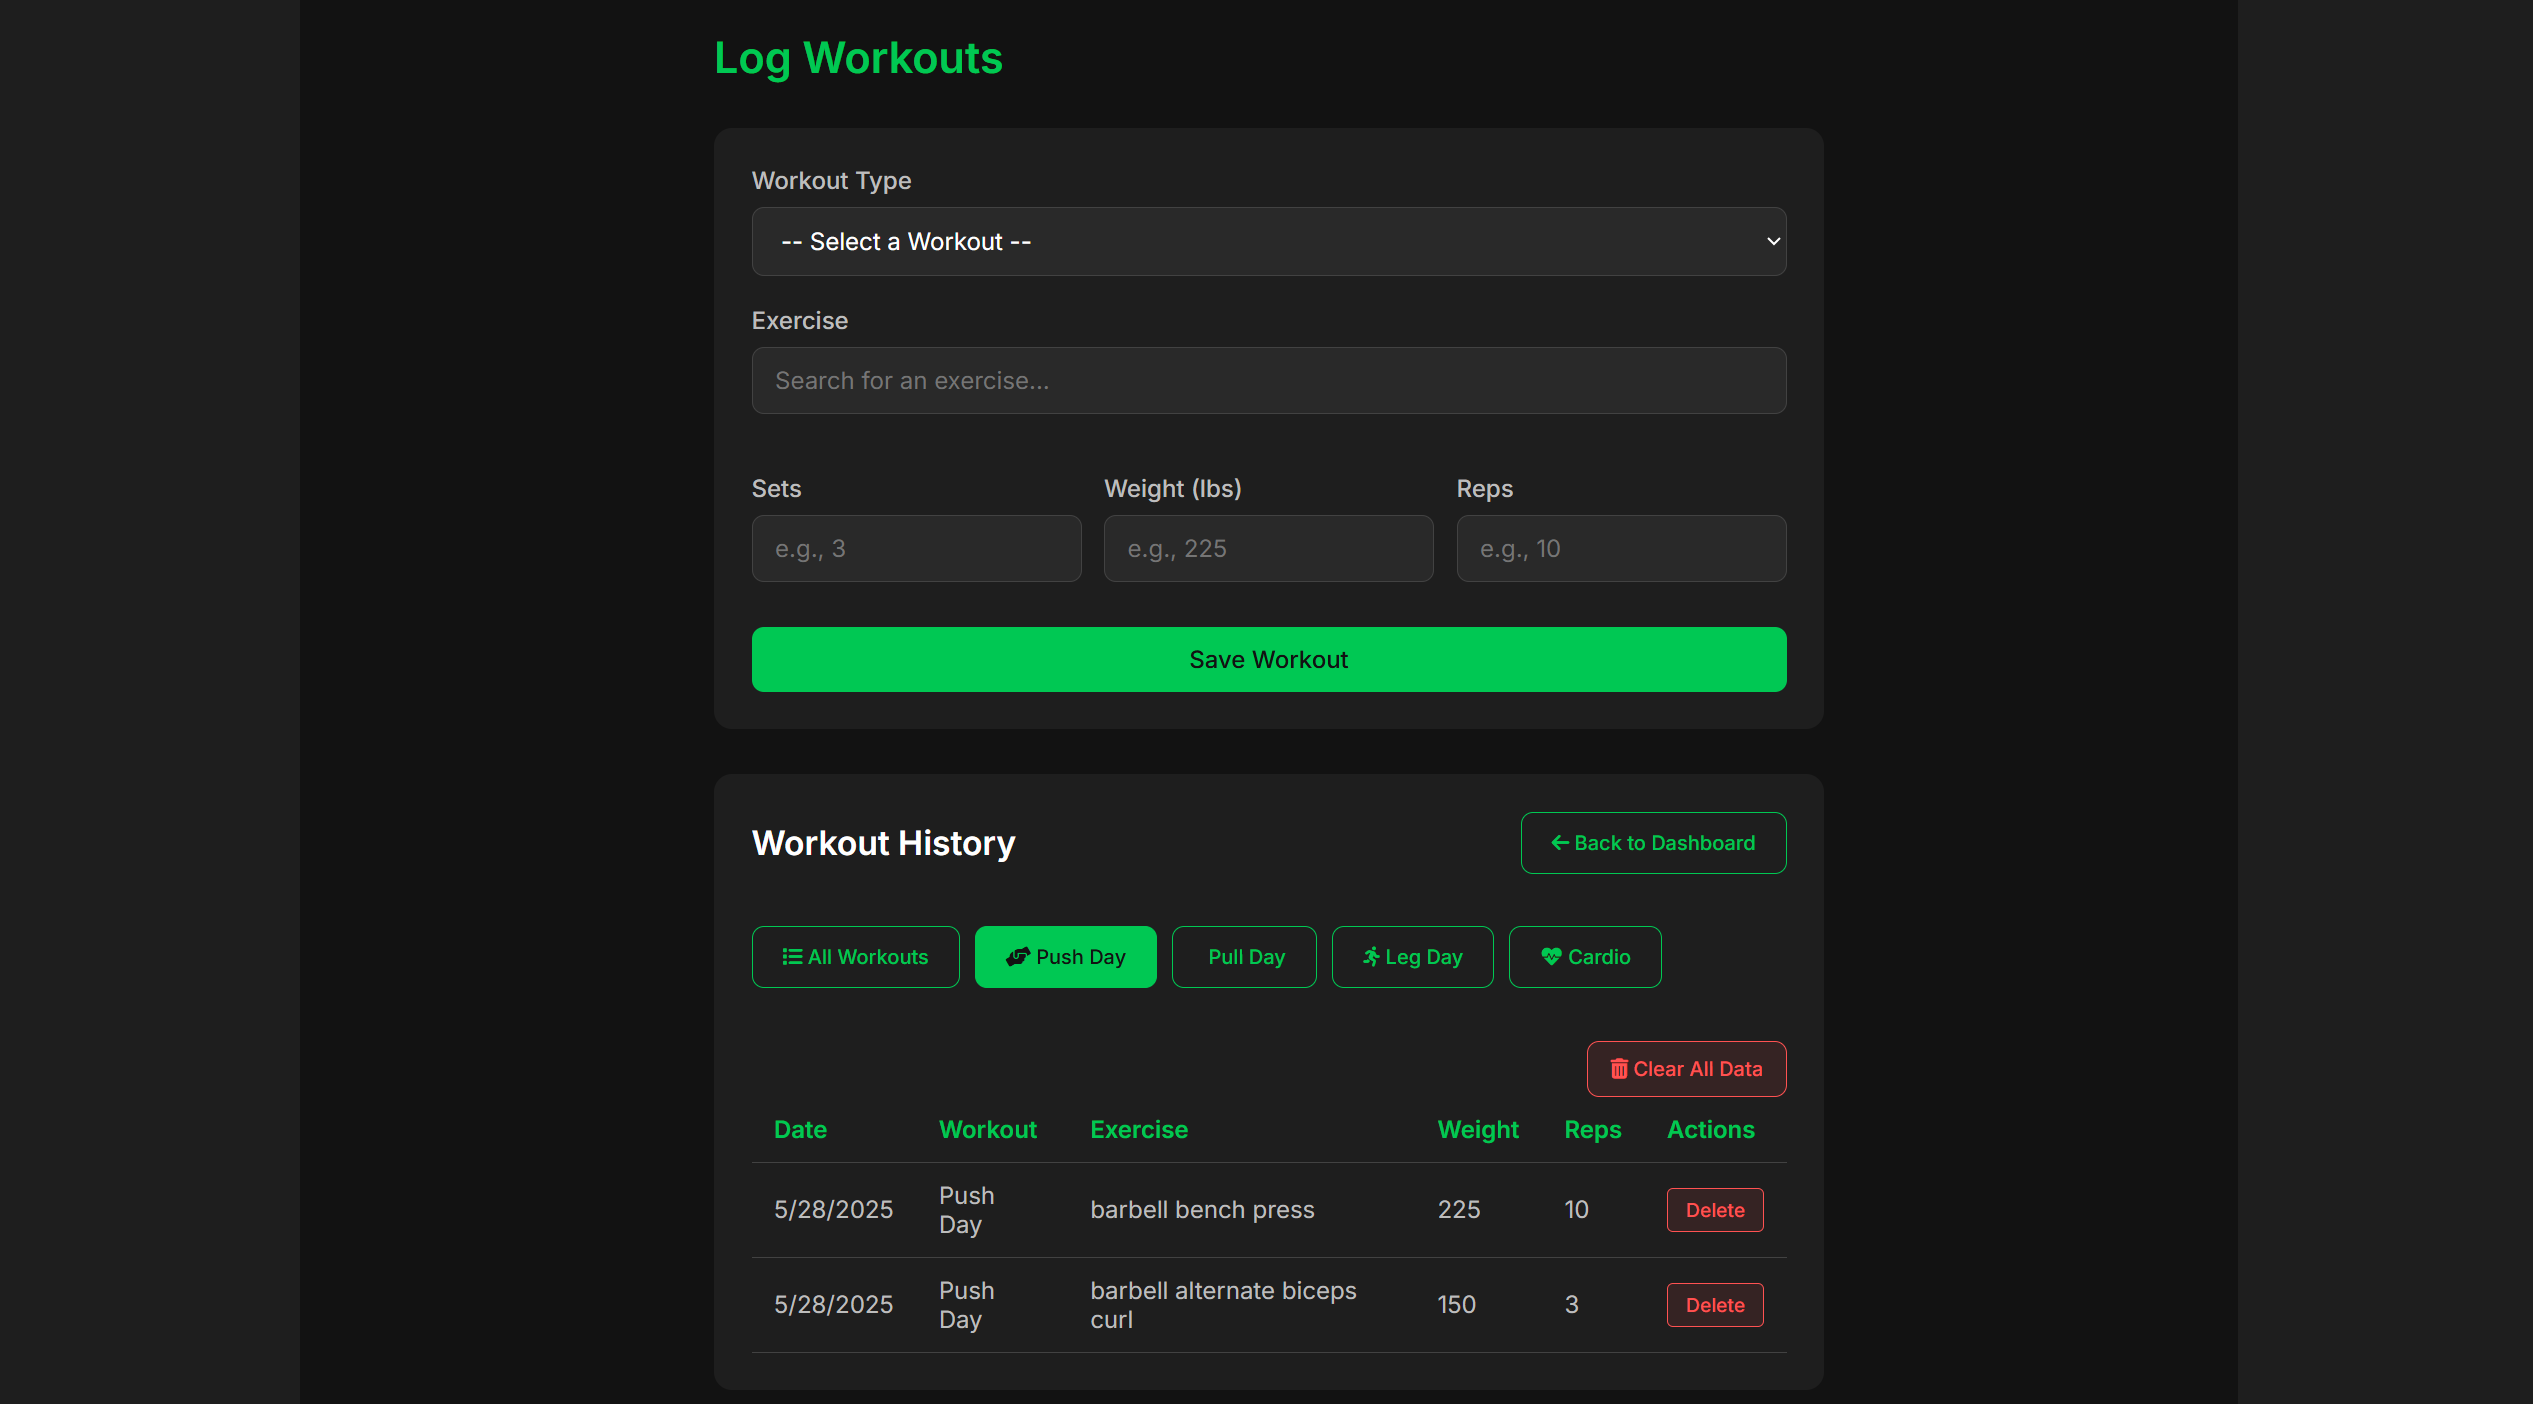 Log Workouts
Workout Type
-- Select a Workout --
Exercise
Search for an exercise...
Sets Weight (lbs) Reps
e.g., 3 e.g., 225 e.g., 10
Save Workout
Workout History
Back to Dashboard
All Workouts Push Day Pull Day Leg Day Cardio
Clear All Data
Date Workout Exercise Weight Reps Actions
5/28/2025 Push Day barbell bench press 225 10 Delete
5/28/2025 Push Day barbell alternate biceps curl 150 3 Delete